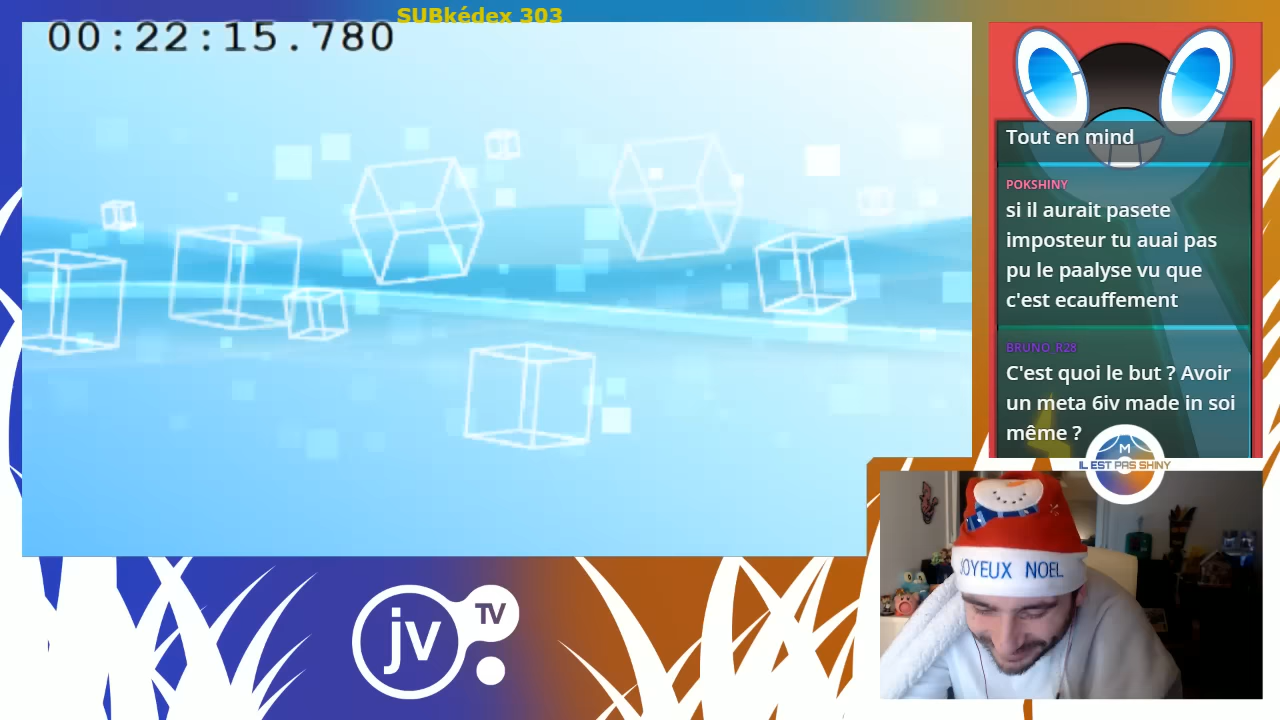 SUBkédex 303
00:22:15.780
Tout en mind
POKSHINY
si il aurait pasete
imposteur tu auai pas
pu le paalyse vu que
c'est ecauffement
BRUNO_R28
C'est quoi le but ? Avoir
un meta 6iv made in soi
même ?
M
IL EST PAS SHINY
JOYEUX NOEL
jv
TV